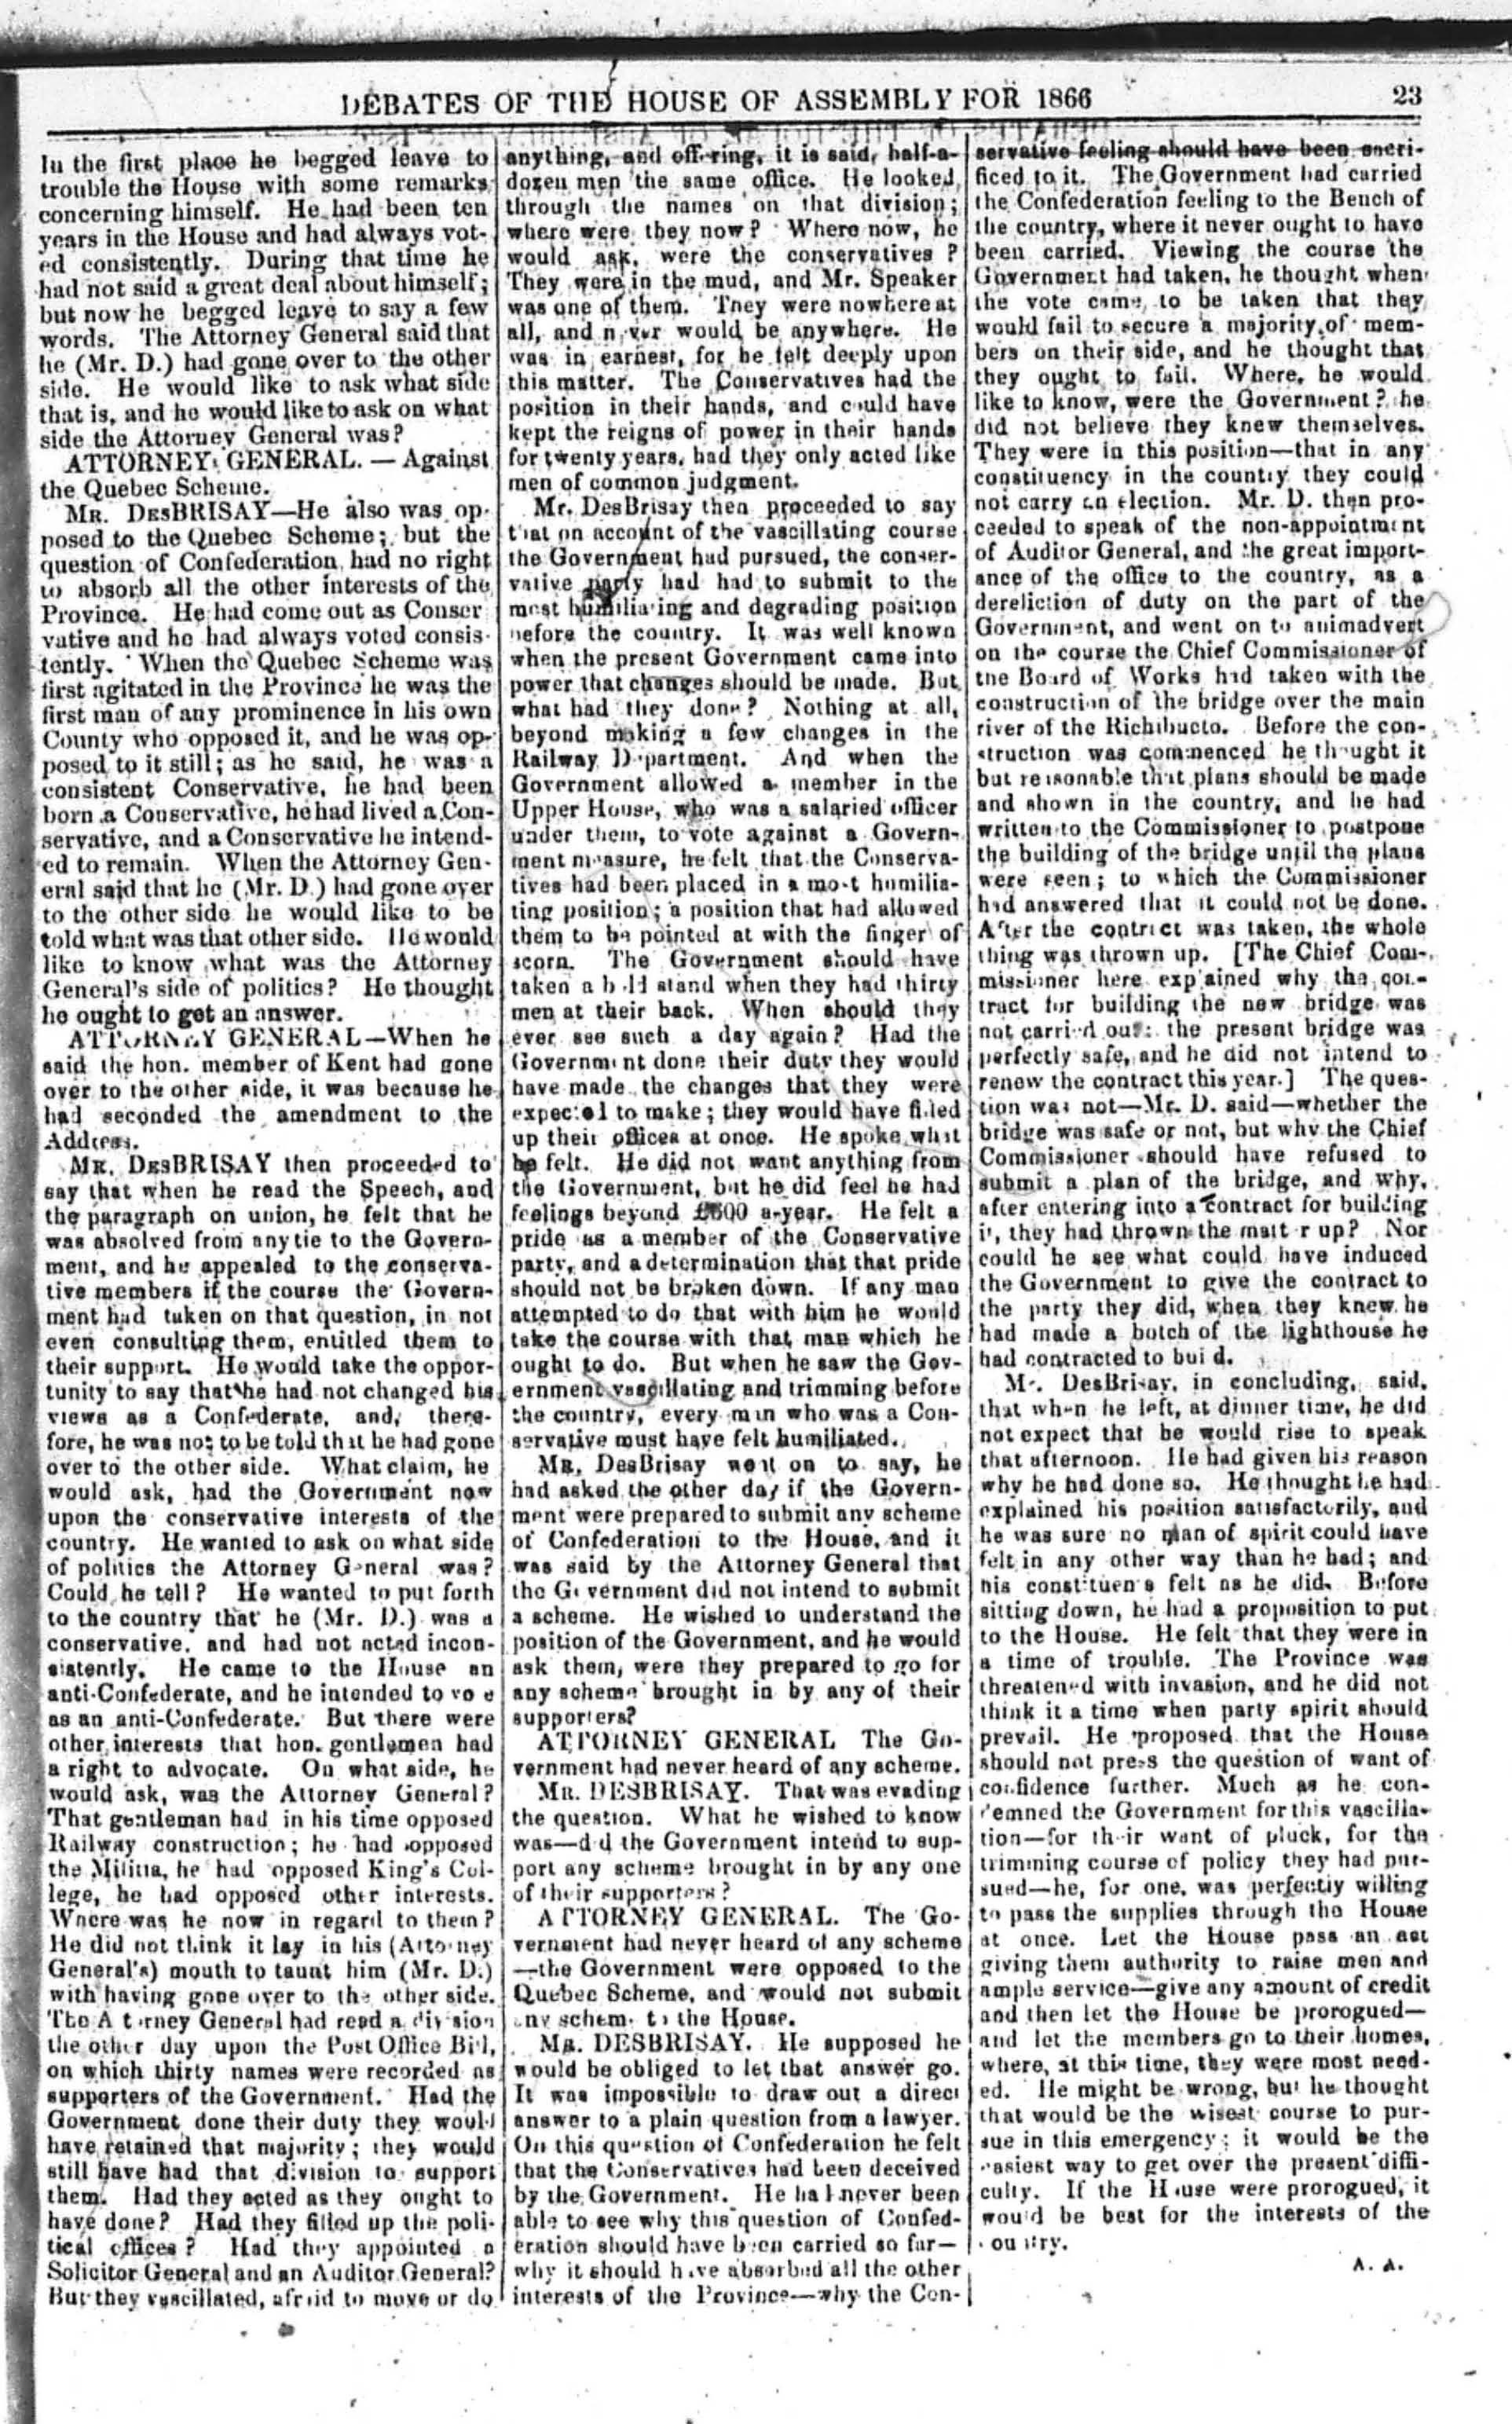 DEBATES OF THE HOUSE OF ASSEMBLY FOR 1866
23
In the first place he begged leave to
trouble the House with some remarks
concerning himself. He had been ten
years in the House and had always vot-
ed consistently. During that time he
had not said a great deal about himself;
but now he begged leave to say a few
words. The Attorney General said that
he (Mr. D.) had gone over to the other
side. He would like to ask what side
that is, and he would like to ask on what
side the Attorney General was?
ATTORNEY GENERAL. — Against
the Quebec Scheme.
MR. DESBRISAY—He also was op-
posed to the Quebec Scheme; but the
question of Confederation had no right
to absorb all the other interests of the
Province. He had come out as Conser
vative and he had always voted consis-
tently. When the Quebec Scheme was
first agitated in the Province he was the
first man of any prominence in his own
County who opposed it, and he was op-
posed to it still; as he said, he was a
consistent Conservative, he had been
born a Conservative, he had lived a Con-
servative, and a Conservative he intend-
ed to remain. When the Attorney Gen-
eral said that he (Mr. D.) had gone over
to the other side he would like to be
told what was that other side. He would
like to know what was the Attorney
General's side of politics? He thought
he ought to get an answer.
ATTORNEY GENERAL—When he
said the hon. member of Kent had gone
over to the other side, it was because he
had seconded the amendment to the
Address.
MR. DESBRISAY then proceeded to
say that when he read the Speech, and
the paragraph on union, he felt that he
was absolved from any tie to the Govern-
ment, and he appealed to the conserva-
tive members if the course the Govern-
ment had taken on that question, in not
even consulting them, entitled them to
their support. He would take the oppor-
tunity to say that he had not changed his
views as a Confederate, and, there-
fore, he was not to be told that he had gone
over to the other side. What claim, he
would ask, had the Government now
upon the conservative interests of the
country. He wanted to ask on what side
of politics the Attorney General was?
Could he tell? He wanted to put forth
to the country that he (Mr. D.) was a
conservative, and had not acted incon-
sistently. He came to the House an
anti-Confederate, and he intended to vo e
as an anti-Confederate. But there were
other interests that hon. gentlemen had
a right to advocate. On what side, he
would ask, was the Attorney General?
That gentleman had in his time opposed
Railway construction; he had opposed
the Militia, he had opposed King's Col-
lege, he had opposed other interests.
Where was he now in regard to them?
He did not think it lay in his (Attorney
General's) mouth to taunt him (Mr. D.)
with having gone over to the other side.
The Attorney General had read a division
the other day upon the Post Office Bill,
on which thirty names were recorded as
supporters of the Government. Had the
Government done their duty they would
have retained that majority; they would
still have had that division to support
them. Had they acted as they ought to
have done? Had they filled up the poli-
tical offices? Had they appointed a
Solicitor General and an Auditor General?
But they vascillated, afraid to move or do
anything, and offering, it is said, half-a-
dozen men the same office. He looked
through the names on that division;
where were they now? Where now, he
would ask, were the conservatives?
They were in the mud, and Mr. Speaker
was one of them. They were nowhere at
all, and never would be anywhere. He
was in earnest, for he felt deeply upon
this matter. The Conservatives had the
position in their hands, and could have
kept the reigns of power in their hands
for twenty years, had they only acted like
men of common judgment.
Mr. DesBrisay then proceeded to say
that on account of the vascillating course
the Government had pursued, the conser-
vative party had had to submit to the
most humiliating and degrading position
before the country. It was well known
when the present Government came into
power that changes should be made. But
what had they done? Nothing at all,
beyond making a few changes in the
Railway Department. And when the
Government allowed a member in the
Upper House, who was a salaried officer
under them, to vote against a Govern-
ment measure, he felt that the Conserva-
tives had been placed in a most humilia-
ting position; a position that had allowed
them to be pointed at with the finger of
scorn. The Government should have
taken a bold stand when they had thirty
men at their back. When should they
ever see such a day again? Had the
Government done their duty they would
have made the changes that they were
expected to make; they would have filled
up their offices at once. He spoke what
he felt. He did not want anything from
the Government, but he did feel he had
feelings beyond £600 a-year. He felt a
pride as a member of the Conservative
party, and a determination that that pride
should not be broken down. If any man
attempted to do that with him he would
take the course with that man which he
ought to do. But when he saw the Gov-
ernment vascillating and trimming before
the country, every man who was a Con-
servative must have felt humiliated.
MR. DesBrisay went on to say, he
had asked the other day if the Govern-
ment were prepared to submit any scheme
of Confederation to the House, and it
was said by the Attorney General that
the Government did not intend to submit
a scheme. He wished to understand the
position of the Government, and he would
ask them, were they prepared to go for
any scheme brought in by any of their
supporters?
ATTORNEY GENERAL The Go-
vernment had never heard of any scheme.
MR. DESBRISAY. That was evading
the question. What he wished to know
was—did the Government intend to sup-
port any scheme brought in by any one
of their supporters?
ATTORNEY GENERAL. The Go-
vernment had never heard of any scheme
—the Government were opposed to the
Quebec Scheme, and would not submit
any scheme to the House.
MR. DESBRISAY. He supposed he
would be obliged to let that answer go.
It was impossible to draw out a direct
answer to a plain question from a lawyer.
On this question of Confederation he felt
that the Conservatives had been deceived
by the Government. He had never been
able to see why this question of Confed-
eration should have been carried so far—
why it should have absorbed all the other
interests of the Province—why the Con-
servative feeling should have been sacri-
ficed to it. The Government had carried
the Confederation feeling to the Bench of
the country, where it never ought to have
been carried. Viewing the course the
Government had taken, he thought when
the vote came to be taken that they
would fail to secure a majority of mem-
bers on their side, and he thought that
they ought to fail. Where, he would
like to know, were the Government? he
did not believe they knew themselves.
They were in this position—that in any
constituency in the country they could
not carry an election. Mr. D. then pro-
ceeded to speak of the non-appointment
of Auditor General, and the great import-
ance of the office to the country, as a
dereliction of duty on the part of the
Government, and went on to animadvert
on the course the Chief Commissioner of
the Board of Works had taken with the
construction of the bridge over the main
river of the Richibucto. Before the con-
struction was commenced he thought it
but reasonable that plans should be made
and shown in the country, and he had
written to the Commissioner to postpone
the building of the bridge until the plans
were seen; to which the Commissioner
had answered that it could not be done.
After the contract was taken, the whole
thing was thrown up. [The Chief Com-
missioner here explained why the con-
tract for building the new bridge was
not carried out: the present bridge was
perfectly safe, and he did not intend to
renew the contract this year.] The ques-
tion was not—Mr. D. said—whether the
bridge was safe or not, but why the Chief
Commissioner should have refused to
submit a plan of the bridge, and why,
after entering into a contract for building
it, they had thrown the matter up? Nor
could he see what could have induced
the Government to give the contract to
the party they did, when they knew he
had made a botch of the lighthouse he
had contracted to bui d.
Mr. DesBrisay, in concluding, said,
that when he left, at dinner time, he did
not expect that he would rise to speak
that afternoon. He had given his reason
why he had done so. He thought he had
explained his position satisfactorily, and
he was sure no man of spirit could have
felt in any other way than he had; and
his constituents felt as he did. Before
sitting down, he had a proposition to put
to the House. He felt that they were in
a time of trouble. The Province was
threatened with invasion, and he did not
think it a time when party spirit should
prevail. He proposed that the House
should not press the question of want of
confidence further. Much as he con-
demned the Government for this vascilla-
tion—for their want of pluck, for the
trimming course of policy they had pur-
sued—he, for one, was perfectly willing
to pass the supplies through the House
at once. Let the House pass an act
giving them authority to raise men and
ample service—give any amount of credit
and then let the House be prorogued—
and let the members go to their homes,
where, at this time, they were most need-
ed. He might be wrong, but he thought
that would be the wisest course to pur-
sue in this emergency; it would be the
easiest way to get over the present diffi-
culty. If the House were prorogued, it
would be best for the interests of the
country.
A. A.